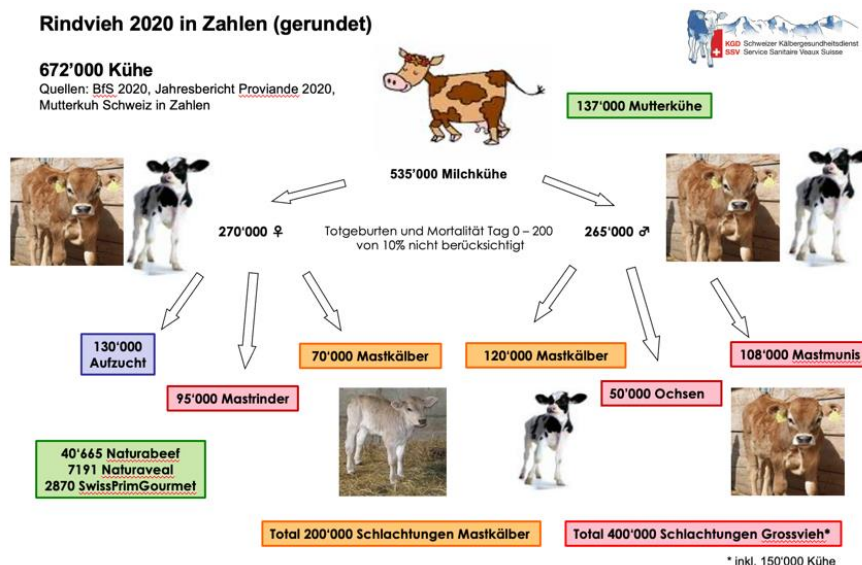 Rindvieh 2020 in Zahlen (gerundet)
KGD Schweizer Kälbergesundheitsdienst
SSV Service Sanitaire Veaux Suisse
672'000 Kühe
Quellen: BfS 2020, Jahresbericht Proviande 2020,
Mutterkuh Schweiz in Zahlen
137'000 Mutterkühe
535'000 Milchkühe
270'000 ♀
Totgeburten und Mortalität Tag 0 – 200
von 10% nicht berücksichtigt
265'000 ♂
130'000
Aufzucht
70'000 Mastkälber
120'000 Mastkälber
108'000 Mastmunis
95'000 Mastrinder
50'000 Ochsen
40'665 Naturabeef
7191 Naturaveal
2870 SwissPrimGourmet
Total 200'000 Schlachtungen Mastkälber
Total 400'000 Schlachtungen Grossvieh*
* inkl. 150'000 Kühe